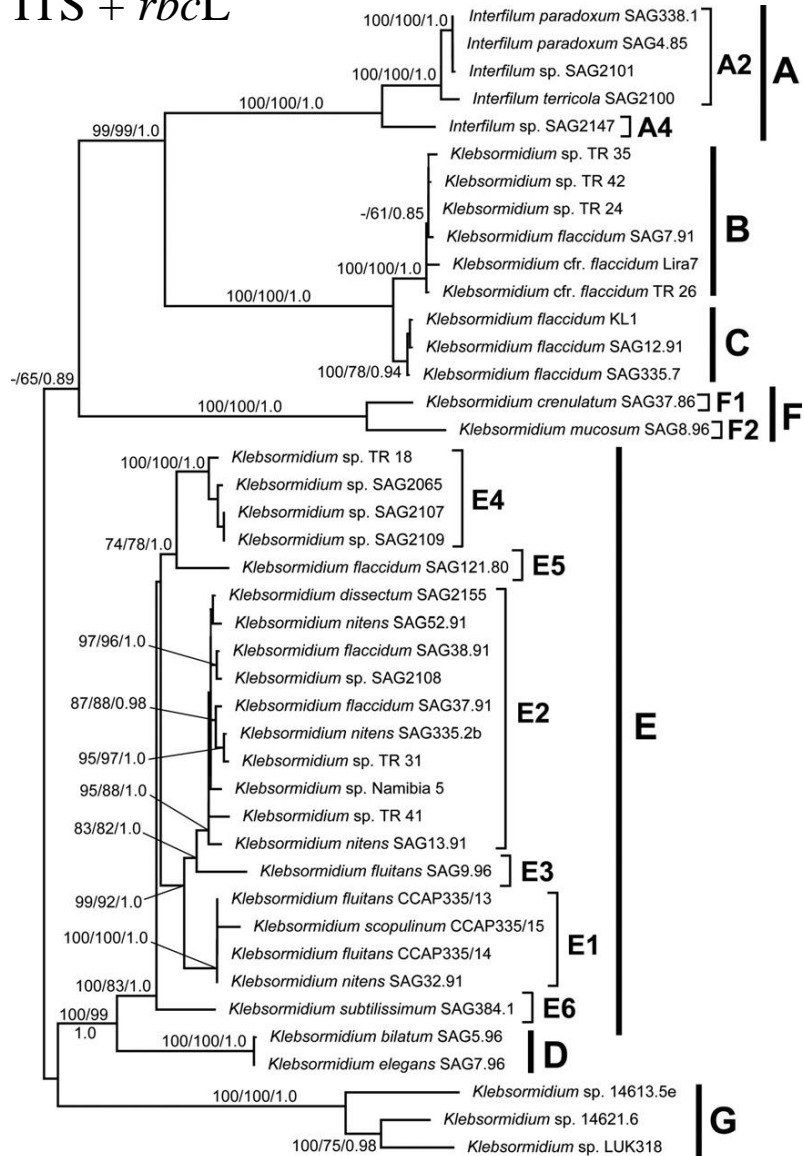 ITS + rbcL
100/100/1.0
Interfilum paradoxum SAG338.1
Interfilum paradoxum SAG4.85
Interfilum sp. SAG2101
Interfilum terricola SAG2100
A2
A
100/100/1.0
100/100/1.0
Interfilum sp. SAG2147
A4
99/99/1.0
Klebsormidium sp. TR 35
Klebsormidium sp. TR 42
Klebsormidium sp. TR 24
-/61/0.85
Klebsormidium flaccidum SAG7.91
B
Klebsormidium cfr. flaccidum Lira7
100/100/1.0
Klebsormidium cfr. flaccidum TR 26
100/100/1.0
Klebsormidium flaccidum KL1
Klebsormidium flaccidum SAG12.91
C
100/78/0.94
Klebsormidium flaccidum SAG335.7
-/65/0.89
100/100/1.0
Klebsormidium crenulatum SAG37.86
F1
F
Klebsormidium mucosum SAG8.96
F2
100/100/1.0
Klebsormidium sp. TR 18
Klebsormidium sp. SAG2065
Klebsormidium sp. SAG2107
Klebsormidium sp. SAG2109
E4
74/78/1.0
Klebsormidium flaccidum SAG121.80
E5
Klebsormidium dissectum SAG2155
Klebsormidium nitens SAG52.91
97/96/1.0
Klebsormidium flaccidum SAG38.91
Klebsormidium sp. SAG2108
87/88/0.98
Klebsormidium flaccidum SAG37.91
E2
Klebsormidium nitens SAG335.2b
E
95/97/1.0
Klebsormidium sp. TR 31
95/88/1.0
Klebsormidium sp. Namibia 5
Klebsormidium sp. TR 41
83/82/1.0
Klebsormidium nitens SAG13.91
Klebsormidium fluitans SAG9.96
E3
99/92/1.0
Klebsormidium fluitans CCAP335/13
Klebsormidium scopulinum CCAP335/15
100/100/1.0
Klebsormidium fluitans CCAP335/14
E1
Klebsormidium nitens SAG32.91
100/83/1.0
Klebsormidium subtilissimum SAG384.1
E6
100/99
1.0
100/100/1.0
Klebsormidium bilatum SAG5.96
Klebsormidium elegans SAG7.96
D
100/100/1.0
Klebsormidium sp. 14613.5e
Klebsormidium sp. 14621.6
G
100/75/0.98
Klebsormidium sp. LUK318